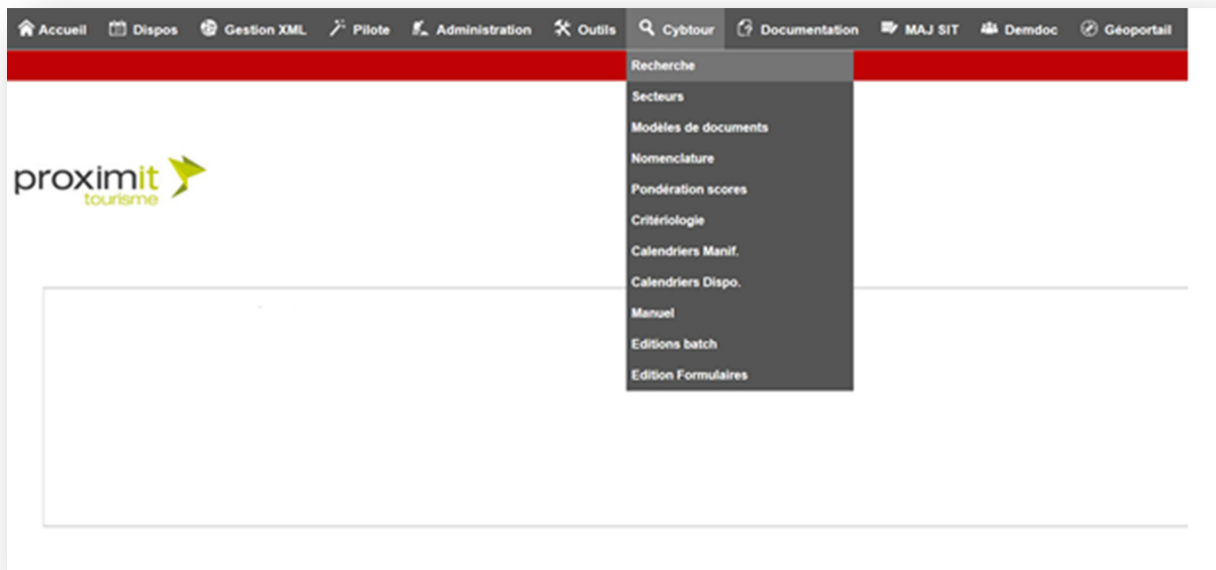 Accueil Dispos Gestion XML Pilote Administration Outils Cybtour Documentation MAJ SIT Demdoc Géoportail
Recherche
Secteurs
Modèles de documents
Nomenclature
Pondération scores
Critériologie
Calendriers Manif.
Calendriers Dispo.
Manuel
Editions batch
Edition Formulaires
proximit
tourisme